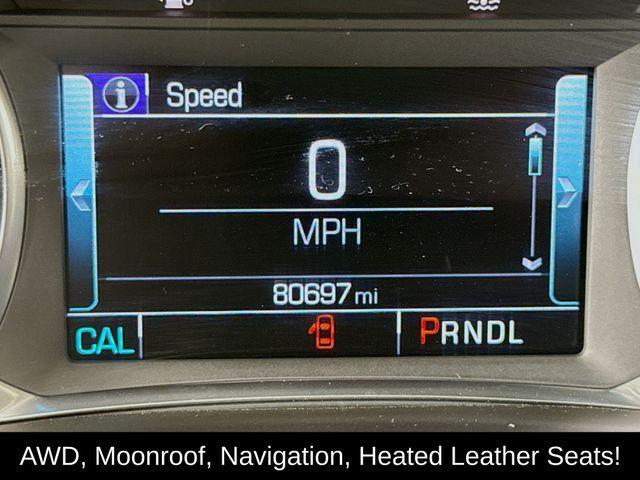 i Speed
0
MPH
80697 mi
CAL PRNDL
AWD, Moonroof, Navigation, Heated Leather Seats!